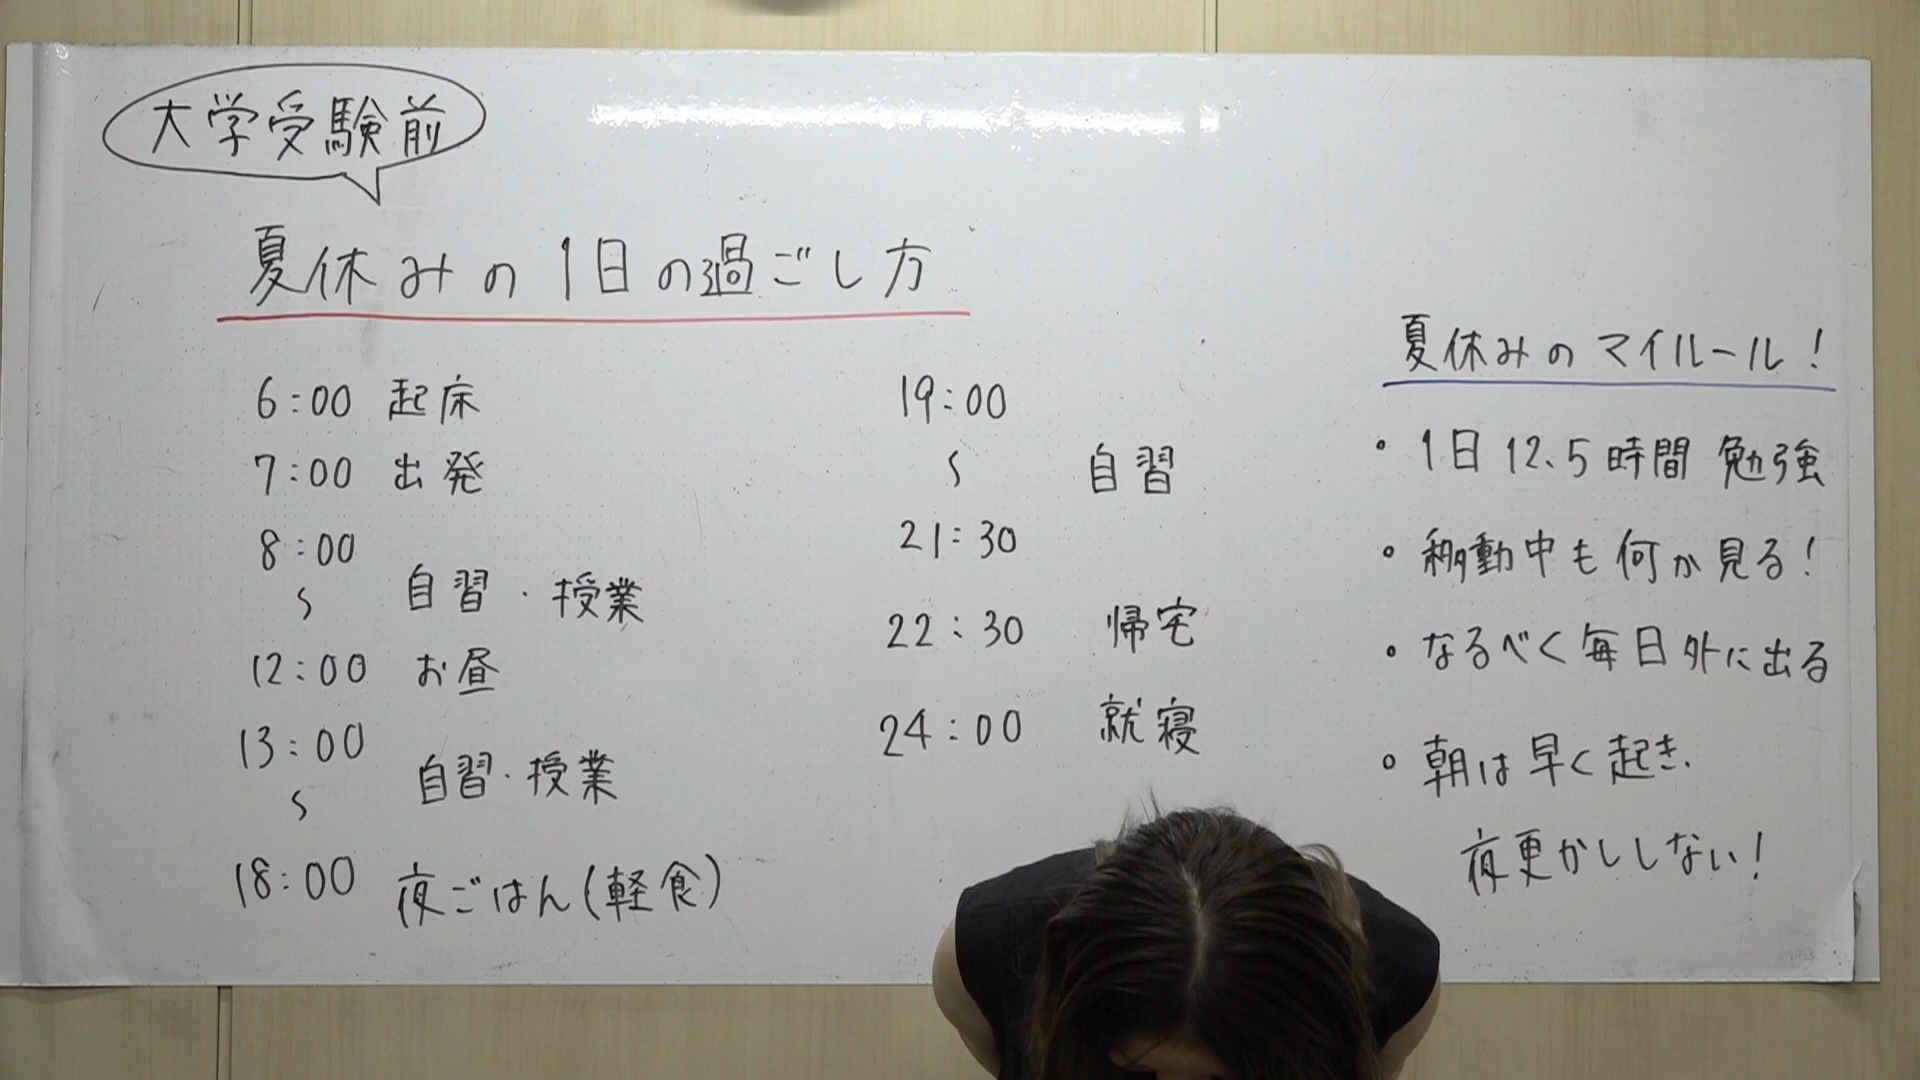 大学受験前
夏休みの1日の過ごし方
6:00 起床
7:00 出発
8:00
~
自習・授業
12:00 お昼
13:00
~
自習・授業
18:00 夜ごはん(軽食)
19:00
~
自習
21:30
22:30 帰宅
24:00 就寝
夏休みのマイルール!
・1日12.5時間 勉強
・移動中も何か見る!
・なるべく毎日外に出る
・朝は早く起き、
夜更かししない!